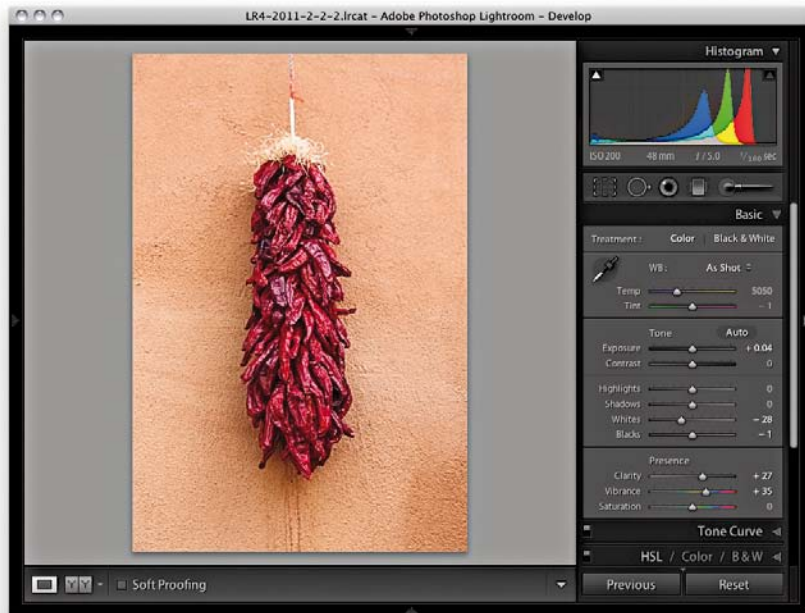 LR4-2011-2-2-2.lrcat – Adobe Photoshop Lightroom – Develop
Histogram
ISO 200 48 mm f / 5.0 1/100 sec
Basic
Treatment : Color Black & White
WB : As Shot
Temp 5050
Tint – 1
Tone Auto
Exposure + 0.04
Contrast 0
Highlights 0
Shadows 0
Whites – 28
Blacks – 1
Presence
Clarity + 27
Vibrance + 35
Saturation 0
Tone Curve
HSL / Color / B & W
Y Y Soft Proofing Previous Reset